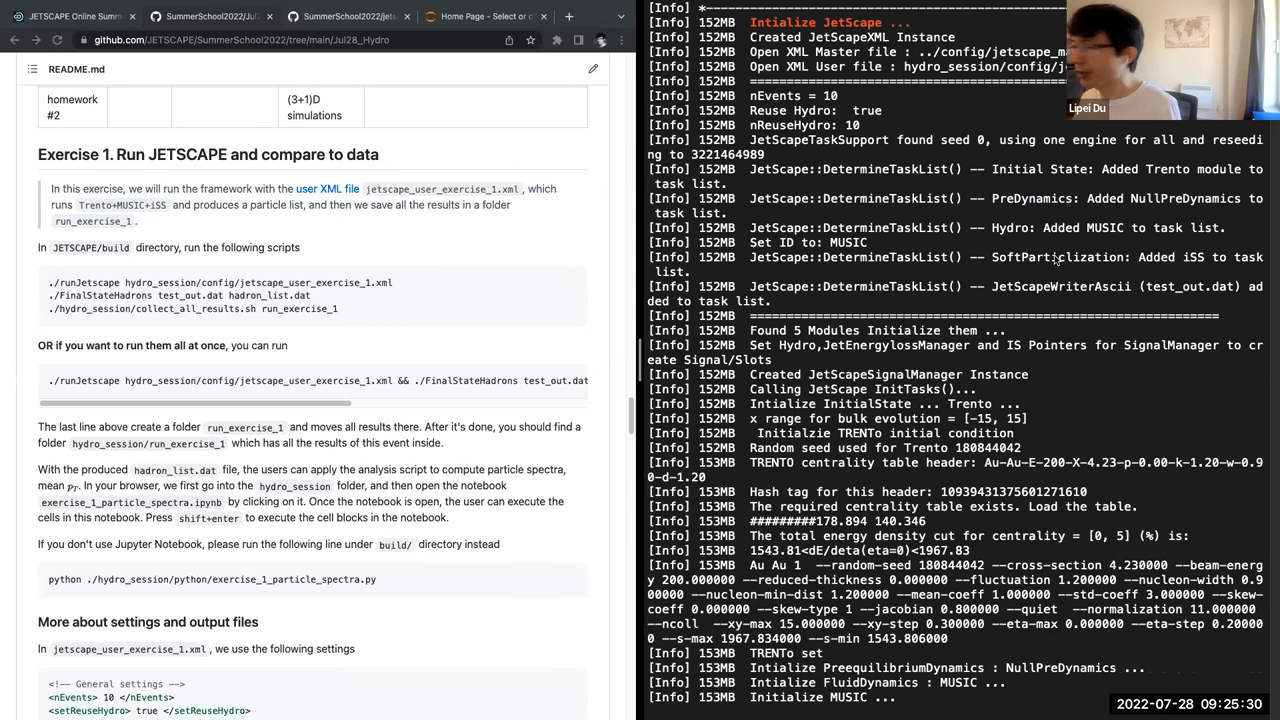 JETSCAPE Online Summ
SummerSchool2022/Jul
SummerSchool2022/jets
Home Page - Select or c
github.com/JETSCAPE/SummerSchool2022/tree/main/Jul28_Hydro
README.md
homework
#2
(3+1)D
simulations
Exercise 1. Run JETSCAPE and compare to data
In this exercise, we will run the framework with the user XML file jetscape_user_exercise_1.xml , which
runs Trento+MUSIC+iSS and produces a particle list, and then we save all the results in a folder
run_exercise_1 .
In JETSCAPE/build directory, run the following scripts
./runJetscape hydro_session/config/jetscape_user_exercise_1.xml
./FinalStateHadrons test_out.dat hadron_list.dat
./hydro_session/collect_all_results.sh run_exercise_1
OR if you want to run them all at once, you can run
./runJetscape hydro_session/config/jetscape_user_exercise_1.xml && ./FinalStateHadrons test_out.dat
The last line above create a folder run_exercise_1 and moves all results there. After it's done, you should find a
folder hydro_session/run_exercise_1 which has all the results of this event inside.
With the produced hadron_list.dat file, the users can apply the analysis script to compute particle spectra,
mean pT. In your browser, we first go into the hydro_session folder, and then open the notebook
exercise_1_particle_spectra.ipynb by clicking on it. Once the notebook is open, the user can execute the
cells in this notebook. Press shift+enter to execute the cell blocks in the notebook.
If you don't use Jupyter Notebook, please run the following line under build/ directory instead
python ./hydro_session/python/exercise_1_particle_spectra.py
More about settings and output files
In jetscape_user_exercise_1.xml , we use the following settings
<!-- General settings -->
<nEvents> 10 </nEvents>
<setReuseHydro> true </setReuseHydro>
[Info] *--------------------------------------------
[Info] 152MB  Intialize JetScape ...
[Info] 152MB  Created JetScapeXML Instance
[Info] 152MB  Open XML Master file : ../config/jetscape_m
[Info] 152MB  Open XML User file : hydro_session/config/j
[Info] 152MB  ================================================================
[Info] 152MB  nEvents = 10
[Info] 152MB  Reuse Hydro:  true
[Info] 152MB  nReuseHydro: 10
[Info] 152MB  JetScapeTaskSupport found seed 0, using one engine for all and reseedi
ng to 3221464989
[Info] 152MB  JetScape::DetermineTaskList() -- Initial State: Added Trento module to
 task list.
[Info] 152MB  JetScape::DetermineTaskList() -- PreDynamics: Added NullPreDynamics to
 task list.
[Info] 152MB  JetScape::DetermineTaskList() -- Hydro: Added MUSIC to task list.
[Info] 152MB  Set ID to: MUSIC
[Info] 152MB  JetScape::DetermineTaskList() -- SoftParticlization: Added iSS to task
 list.
[Info] 152MB  JetScape::DetermineTaskList() -- JetScapeWriterAscii (test_out.dat) ad
ded to task list.
[Info] 152MB  ================================================================
[Info] 152MB  Found 5 Modules Initialize them ...
[Info] 152MB  Set Hydro,JetEnergylossManager and IS Pointers for SignalManager to cr
eate Signal/Slots
[Info] 152MB  Created JetScapeSignalManager Instance
[Info] 152MB  Calling JetScape InitTasks()...
[Info] 152MB  Intialize InitialState ... Trento ...
[Info] 152MB  x range for bulk evolution = [-15, 15]
[Info] 152MB   Initialzie TRENTo initial condition
[Info] 152MB  Random seed used for Trento 180844042
[Info] 153MB  TRENTO centrality table header: Au-Au-E-200-X-4.23-p-0.00-k-1.20-w-0.9
0-d-1.20
[Info] 153MB  Hash tag for this header: 10939431375601271610
[Info] 153MB  The required centrality table exists. Load the table.
[Info] 153MB  #########178.894 140.346
[Info] 153MB  The total energy density cut for centrality = [0, 5] (%) is:
[Info] 153MB  1543.81<dE/deta(eta=0)<1967.83
[Info] 153MB  Au Au 1  --random-seed 180844042 --cross-section 4.230000 --beam-energ
y 200.000000 --reduced-thickness 0.000000 --fluctuation 1.200000 --nucleon-width 0.9
00000 --nucleon-min-dist 1.200000 --mean-coeff 1.000000 --std-coeff 3.000000 --skew-
coeff 0.000000 --skew-type 1 --jacobian 0.800000 --quiet  --normalization 11.000000
--ncoll  --xy-max 15.000000 --xy-step 0.300000 --eta-max 0.000000 --eta-step 0.20000
0 --s-max 1967.834000 --s-min 1543.806000
[Info] 153MB  TRENTo set
[Info] 153MB  Intialize PreequilibriumDynamics : NullPreDynamics ...
[Info] 153MB  Intialize FluidDynamics : MUSIC ...
[Info] 153MB  Initialize MUSIC ...
Lipei Du
2022-07-28 09:25:30